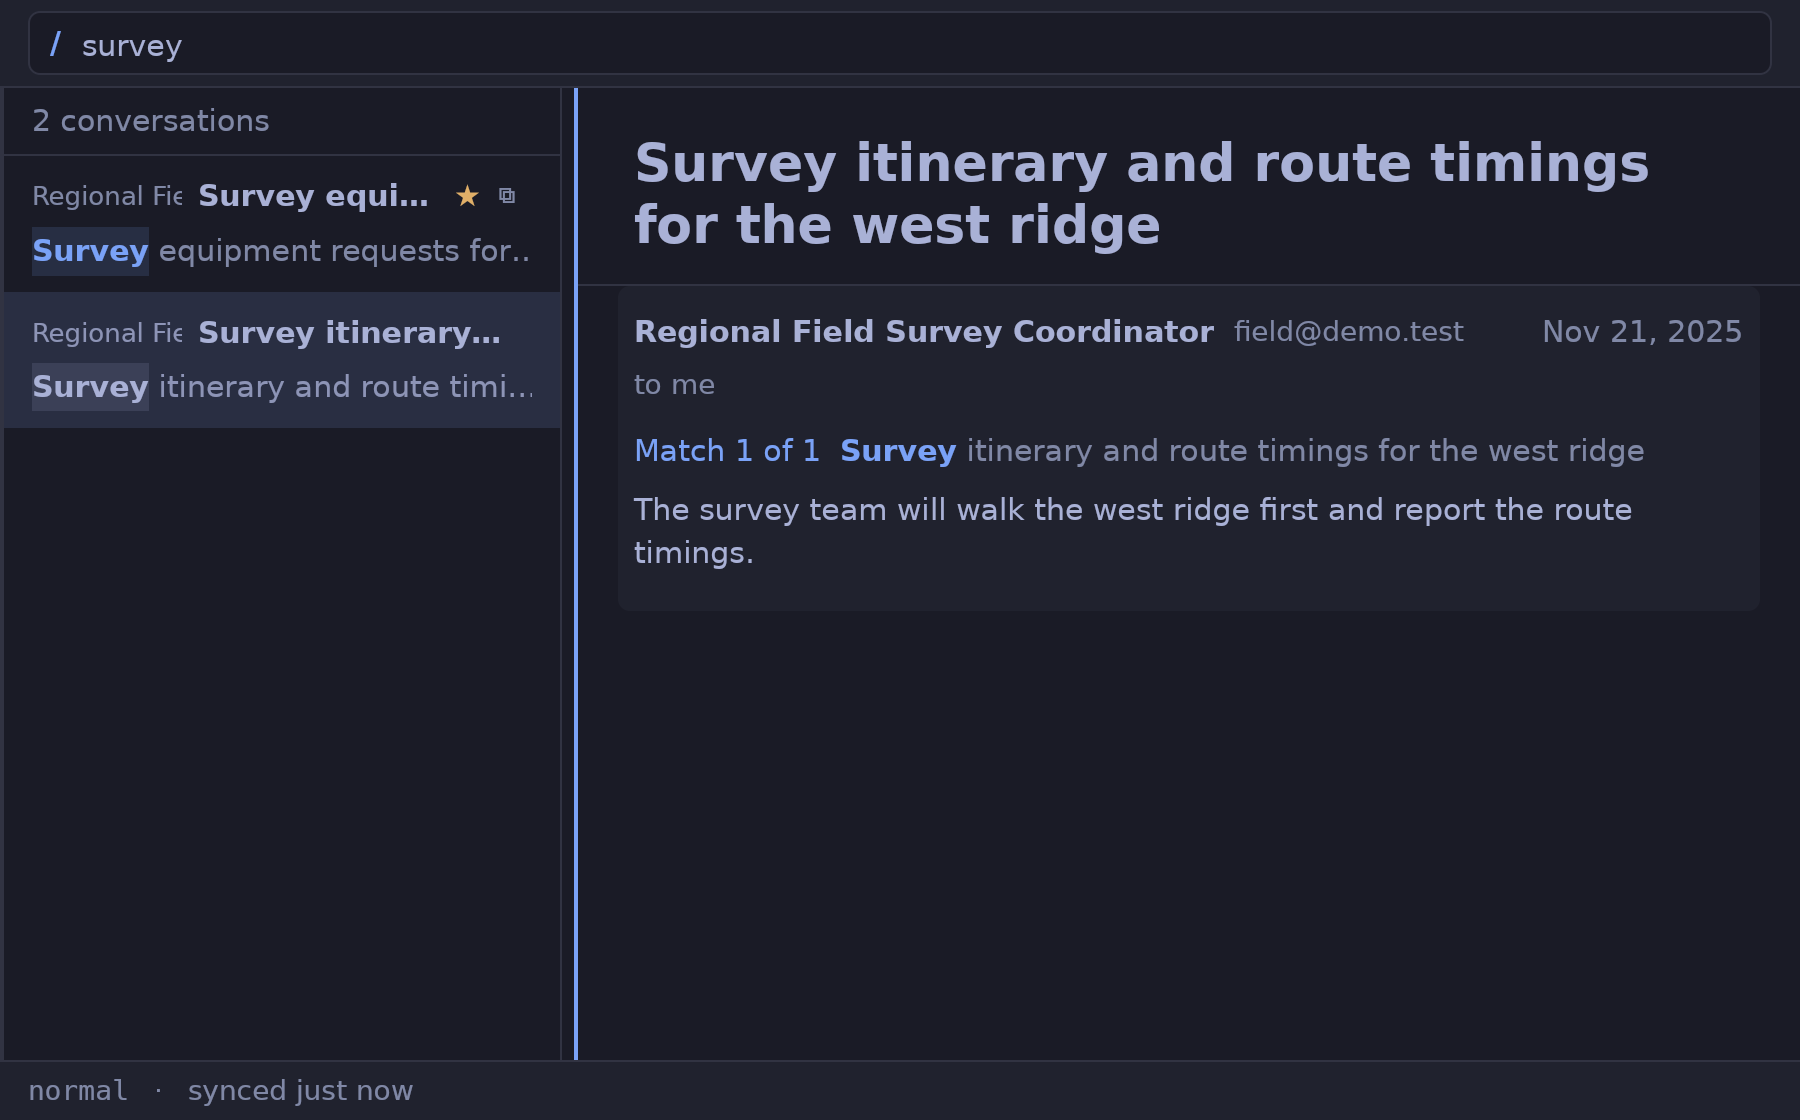 / survey
2 conversations
Regional Fie Survey equi… ★
Survey equipment requests for..
Regional Fie Survey itinerary…
Survey itinerary and route timi…
Survey itinerary and route timings
for the west ridge
Regional Field Survey Coordinator field@demo.test Nov 21, 2025
to me
Match 1 of 1 Survey itinerary and route timings for the west ridge
The survey team will walk the west ridge first and report the route
timings.
normal · synced just now